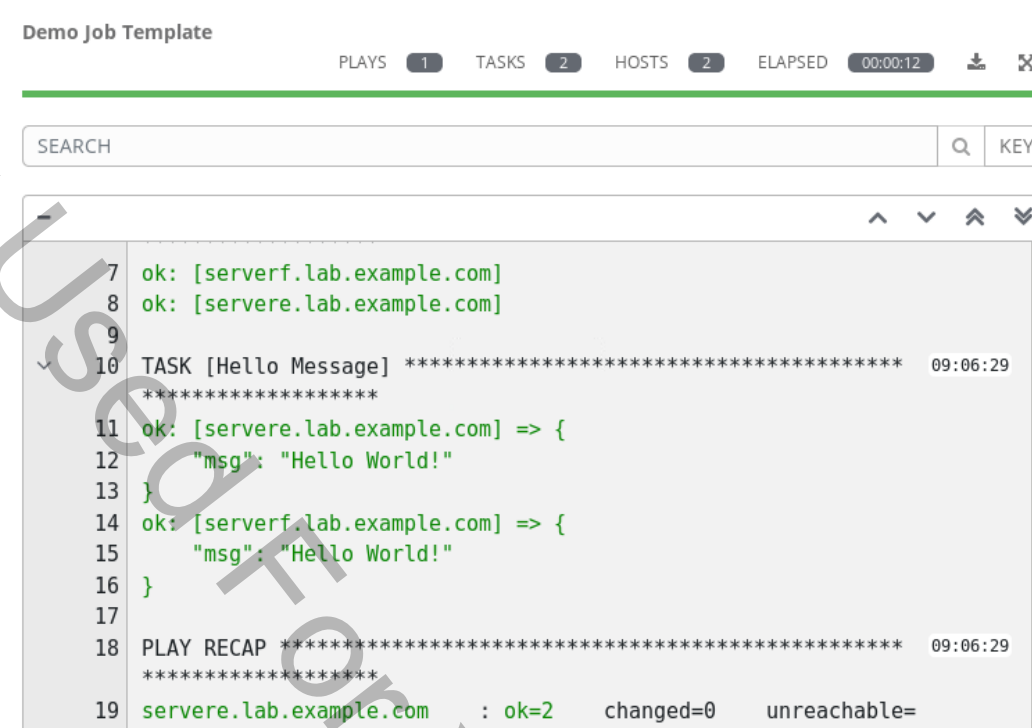 Demo Job Template
PLAYS 1 TASKS 2 HOSTS 2 ELAPSED 00:00:12
SEARCH KEY
7 ok: [serverf.lab.example.com]
8 ok: [servere.lab.example.com]
9
10 TASK [Hello Message] **************************************** 09:06:29
*******************
11 ok: [servere.lab.example.com] => {
12 "msg": "Hello World!"
13 }
14 ok: [serverf.lab.example.com] => {
15 "msg": "Hello World!"
16 }
17
18 PLAY RECAP ************************************************** 09:06:29
*******************
19 servere.lab.example.com : ok=2 changed=0 unreachable=
Used For